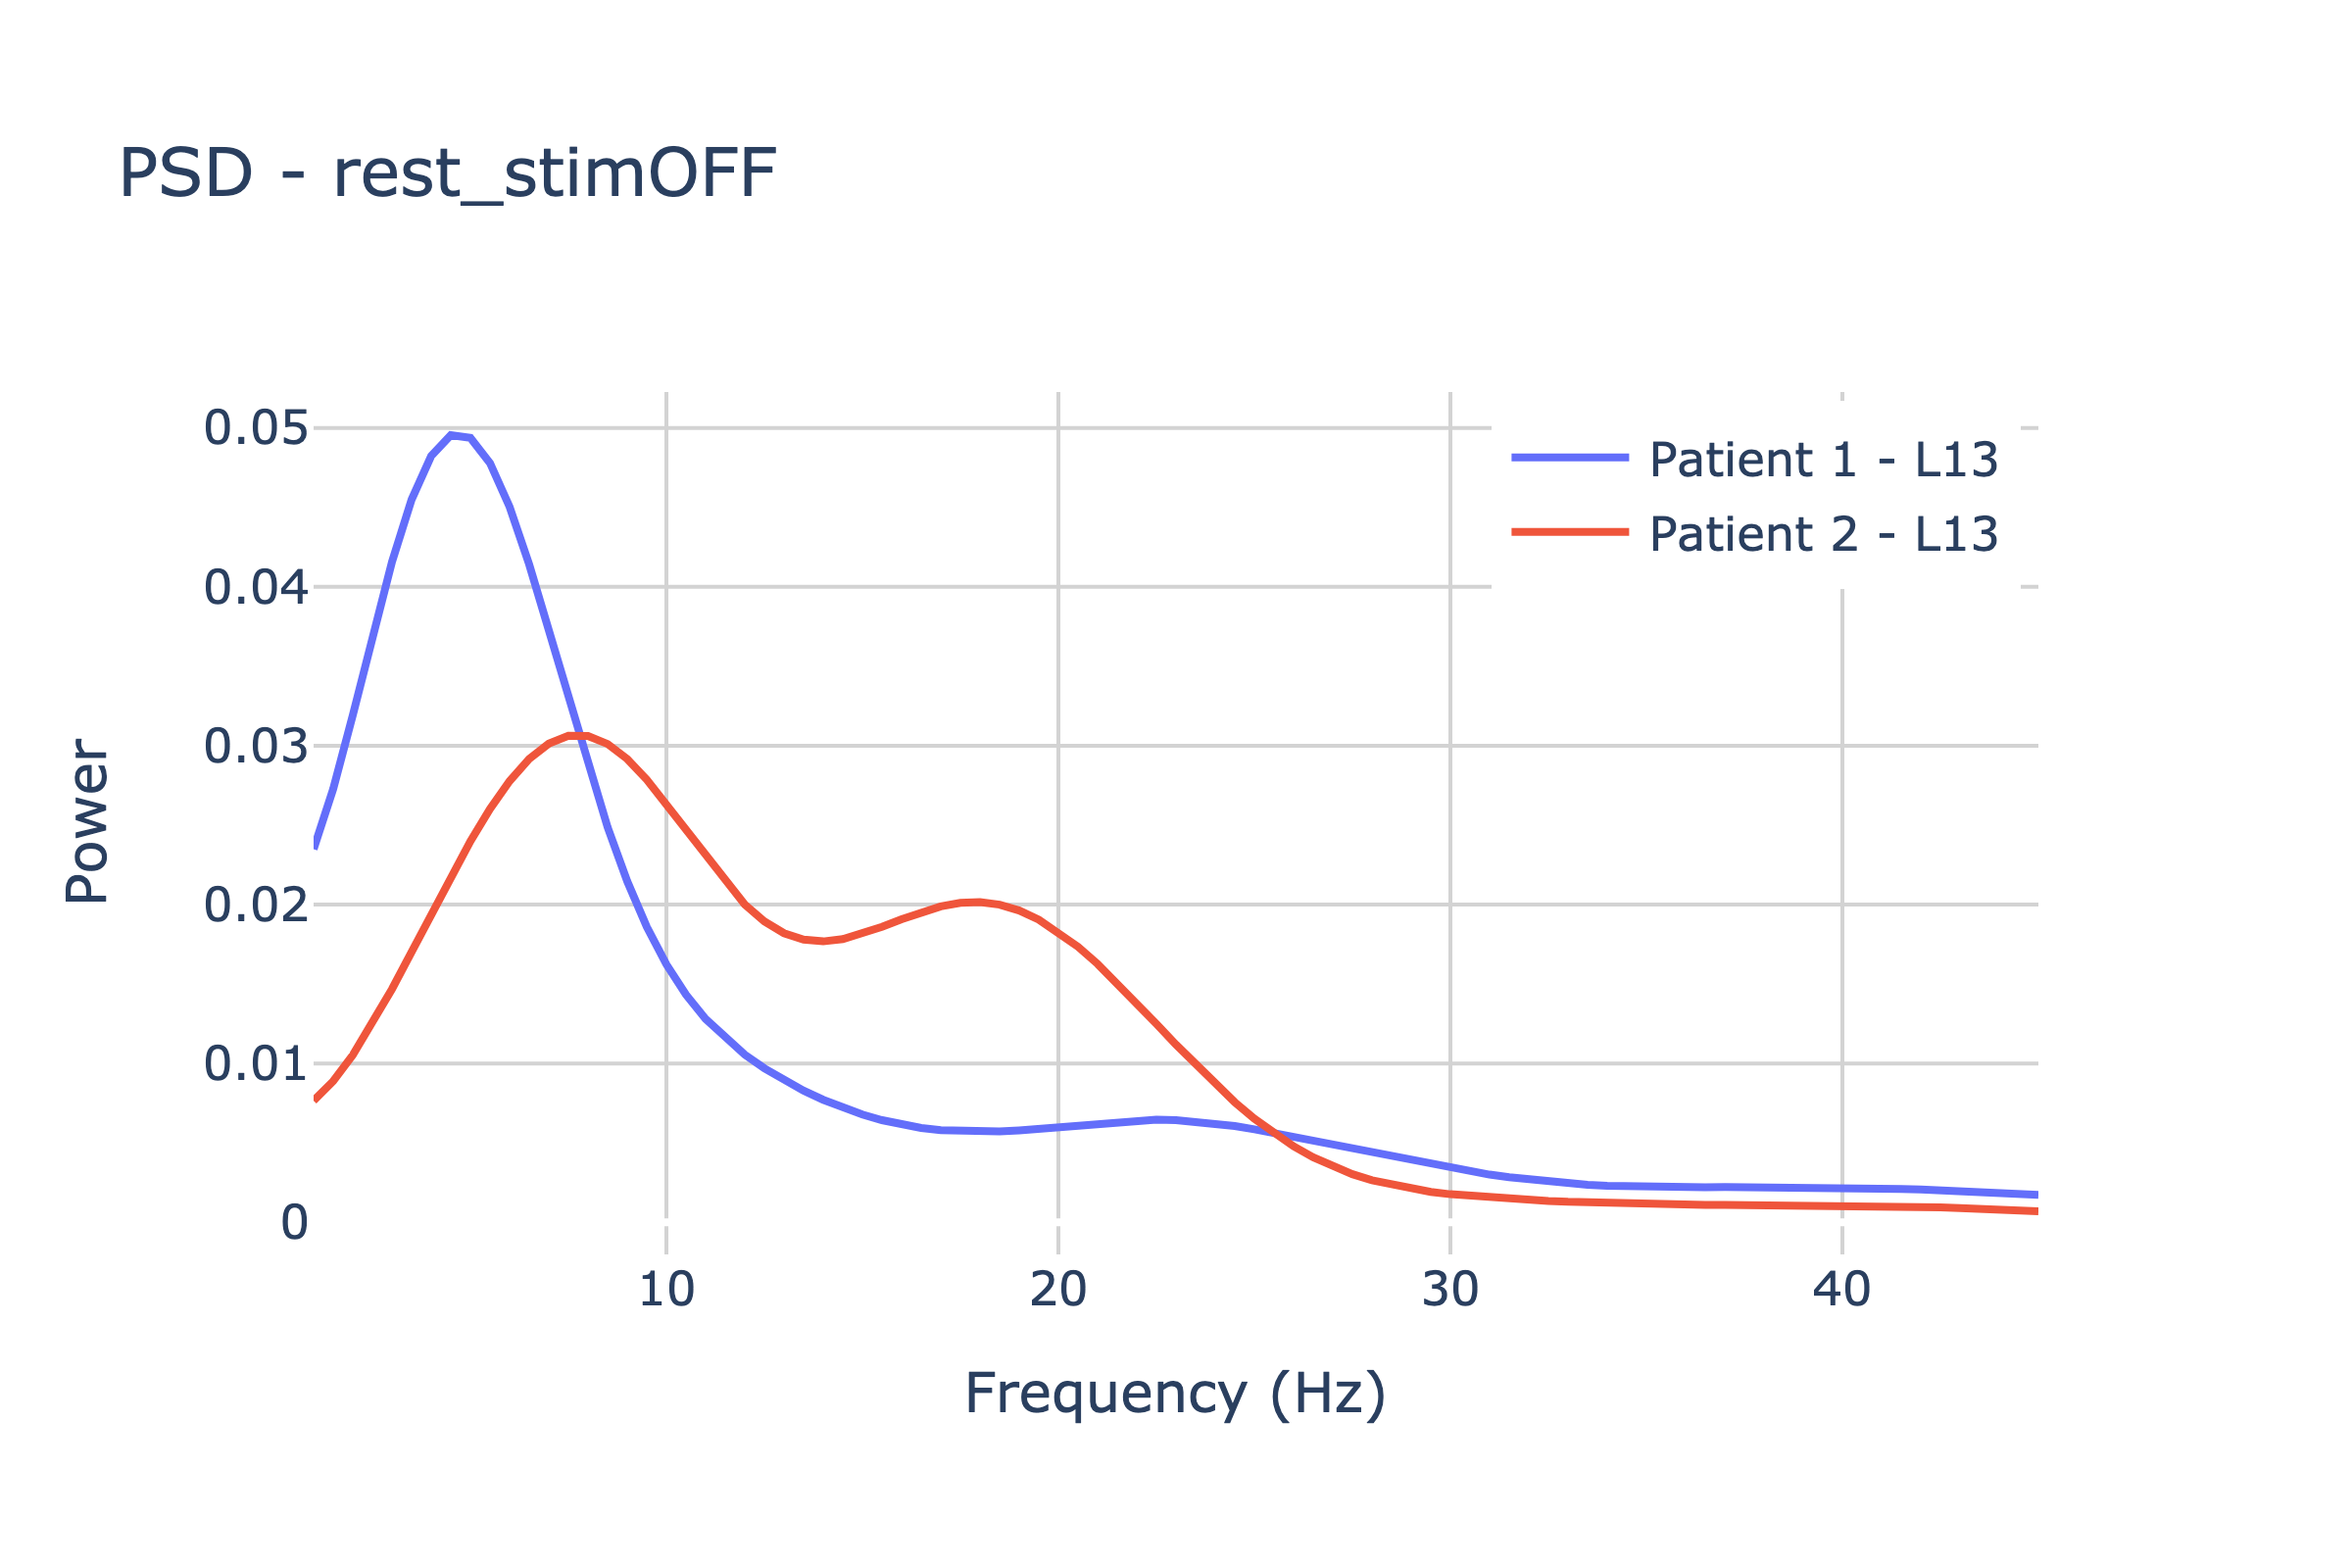 PSD - rest_stimOFF
Patient 1 - L13
Patient 2 - L13
0.05
0.04
0.03
0.02
0.01
0
Power
10
20
30
40
Frequency (Hz)